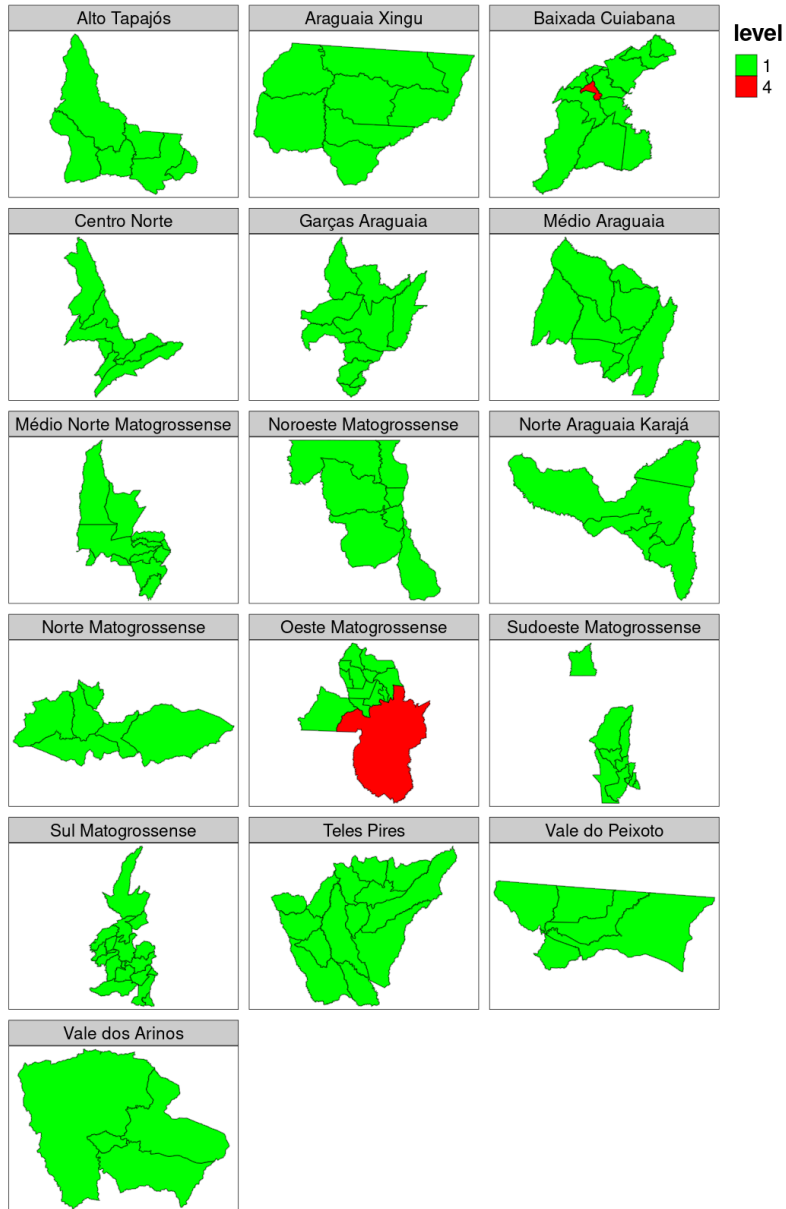 Alto Tapajós
Araguaia Xingu
Baixada Cuiabana
level
1
4
Centro Norte
Garças Araguaia
Médio Araguaia
Médio Norte Matogrossense
Noroeste Matogrossense
Norte Araguaia Karajá
Norte Matogrossense
Oeste Matogrossense
Sudoeste Matogrossense
Sul Matogrossense
Teles Pires
Vale do Peixoto
Vale dos Arinos